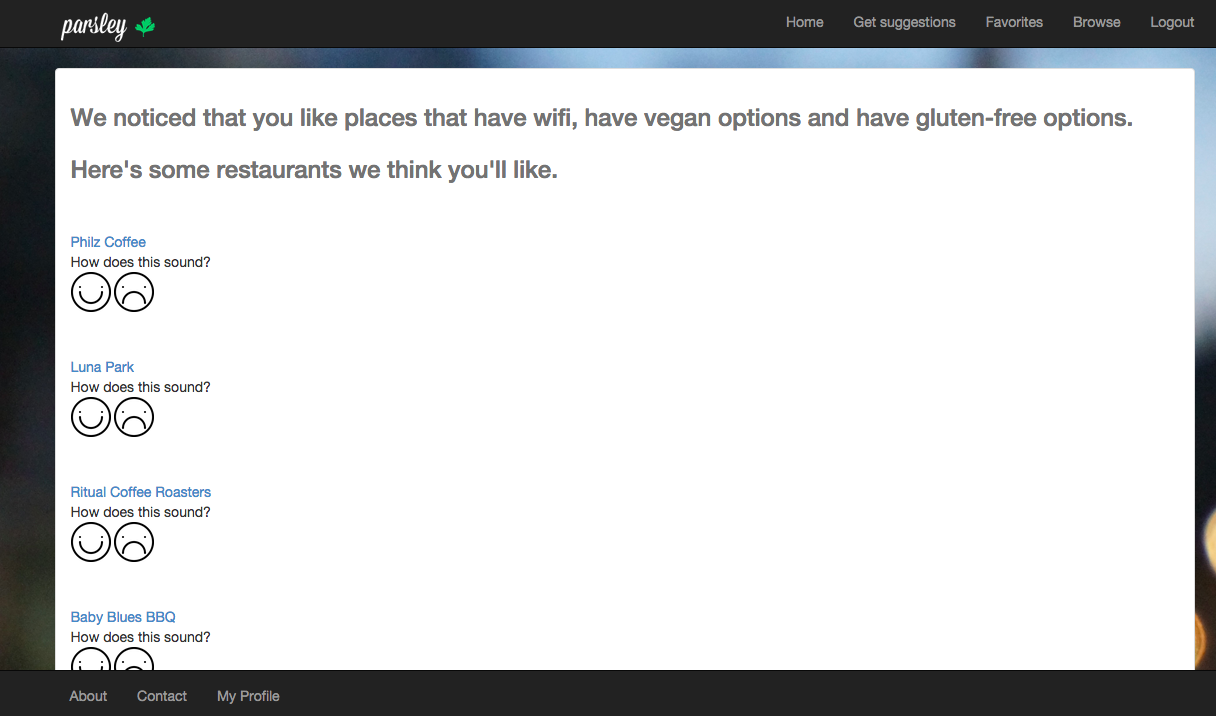 parsley
Home Get suggestions Favorites Browse Logout
We noticed that you like places that have wifi, have vegan options and have gluten-free options.
Here's some restaurants we think you'll like.
Philz Coffee
How does this sound?
Luna Park
How does this sound?
Ritual Coffee Roasters
How does this sound?
Baby Blues BBQ
How does this sound?
About Contact My Profile